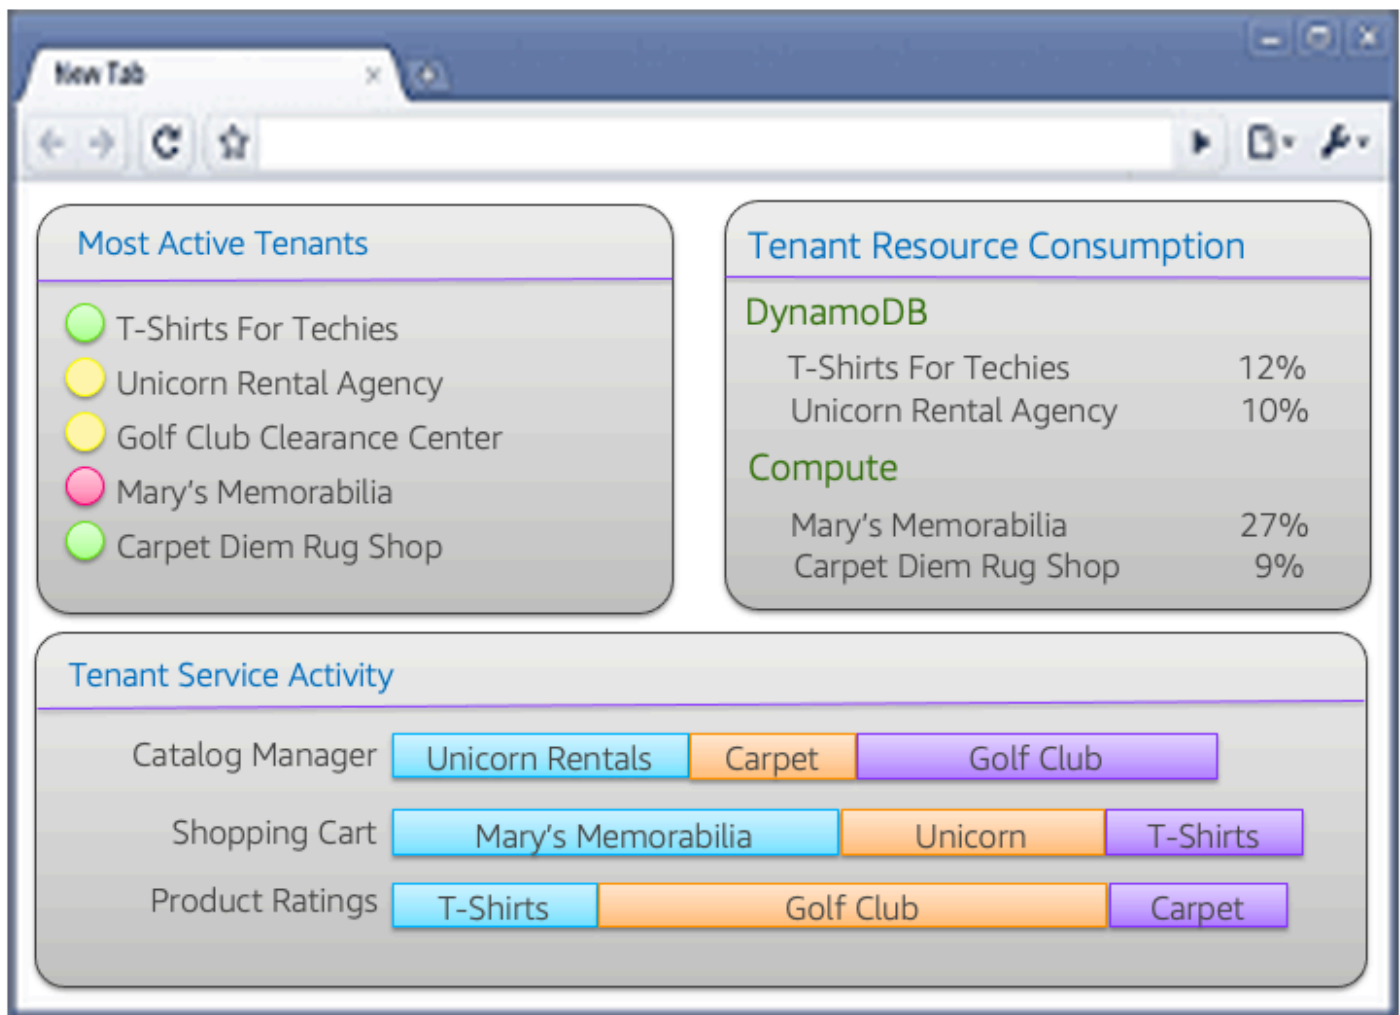 New Tab
Most Active Tenants
T-Shirts For Techies
Unicorn Rental Agency
Golf Club Clearance Center
Mary's Memorabilia
Carpet Diem Rug Shop
Tenant Resource Consumption
DynamoDB
T-Shirts For Techies 12%
Unicorn Rental Agency 10%
Compute
Mary's Memorabilia 27%
Carpet Diem Rug Shop 9%
Tenant Service Activity
Catalog Manager Unicorn Rentals Carpet Golf Club
Shopping Cart Mary's Memorabilia Unicorn T-Shirts
Product Ratings T-Shirts Golf Club Carpet